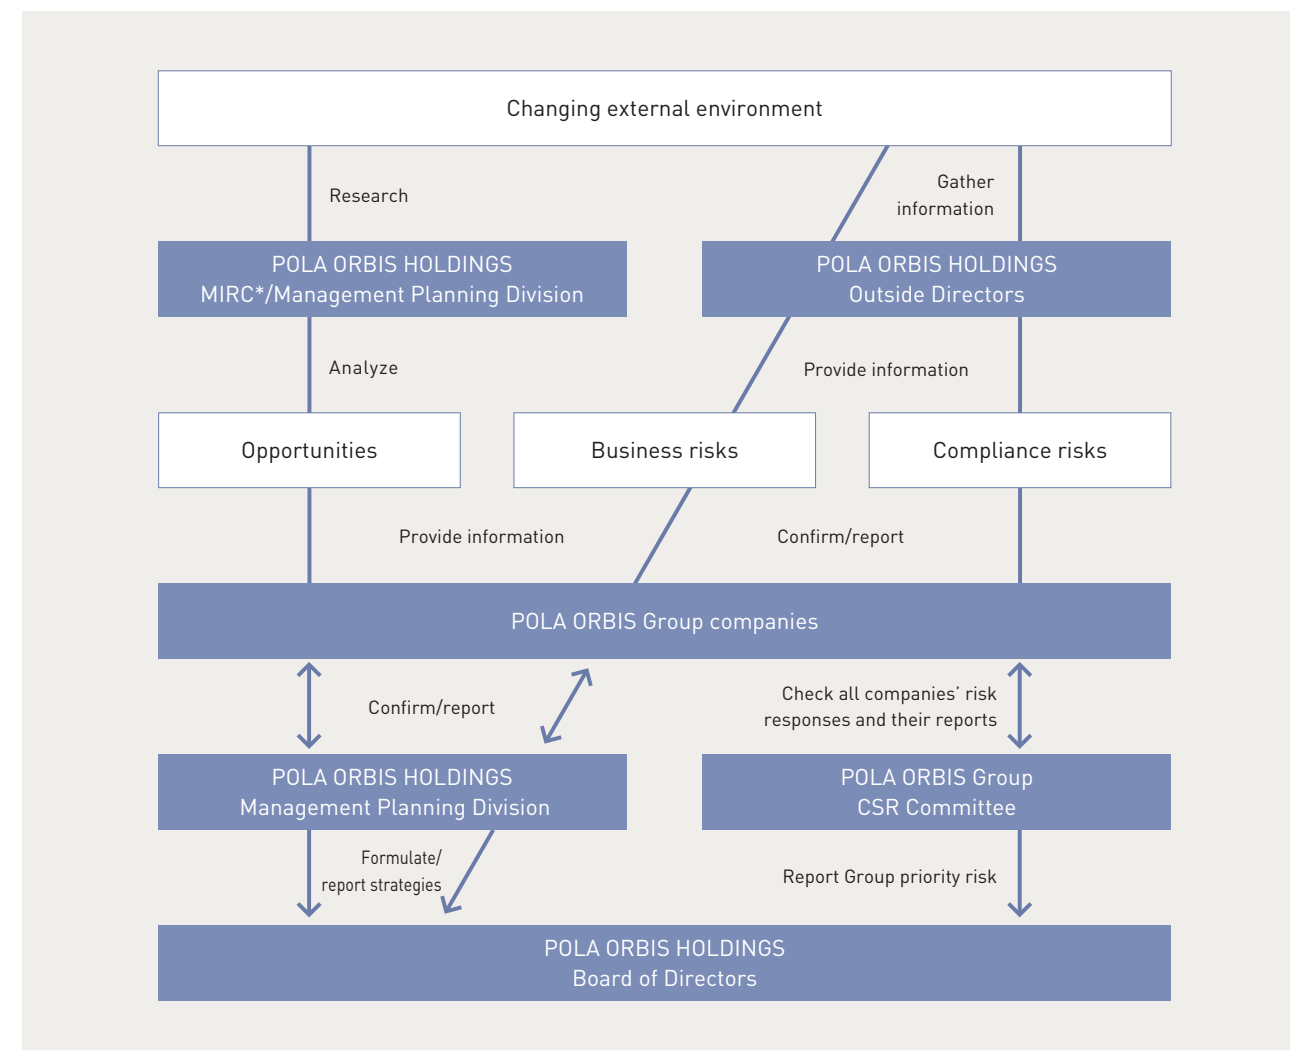 Changing external environment
Research
Gather
information
POLA ORBIS HOLDINGS
MIRC*/Management Planning Division
POLA ORBIS HOLDINGS
Outside Directors
Analyze
Provide information
Opportunities
Business risks
Compliance risks
Provide information
Confirm/report
POLA ORBIS Group companies
Confirm/report
Check all companies’ risk
responses and their reports
POLA ORBIS HOLDINGS
Management Planning Division
POLA ORBIS Group
CSR Committee
Formulate/
report strategies
Report Group priority risk
POLA ORBIS HOLDINGS
Board of Directors